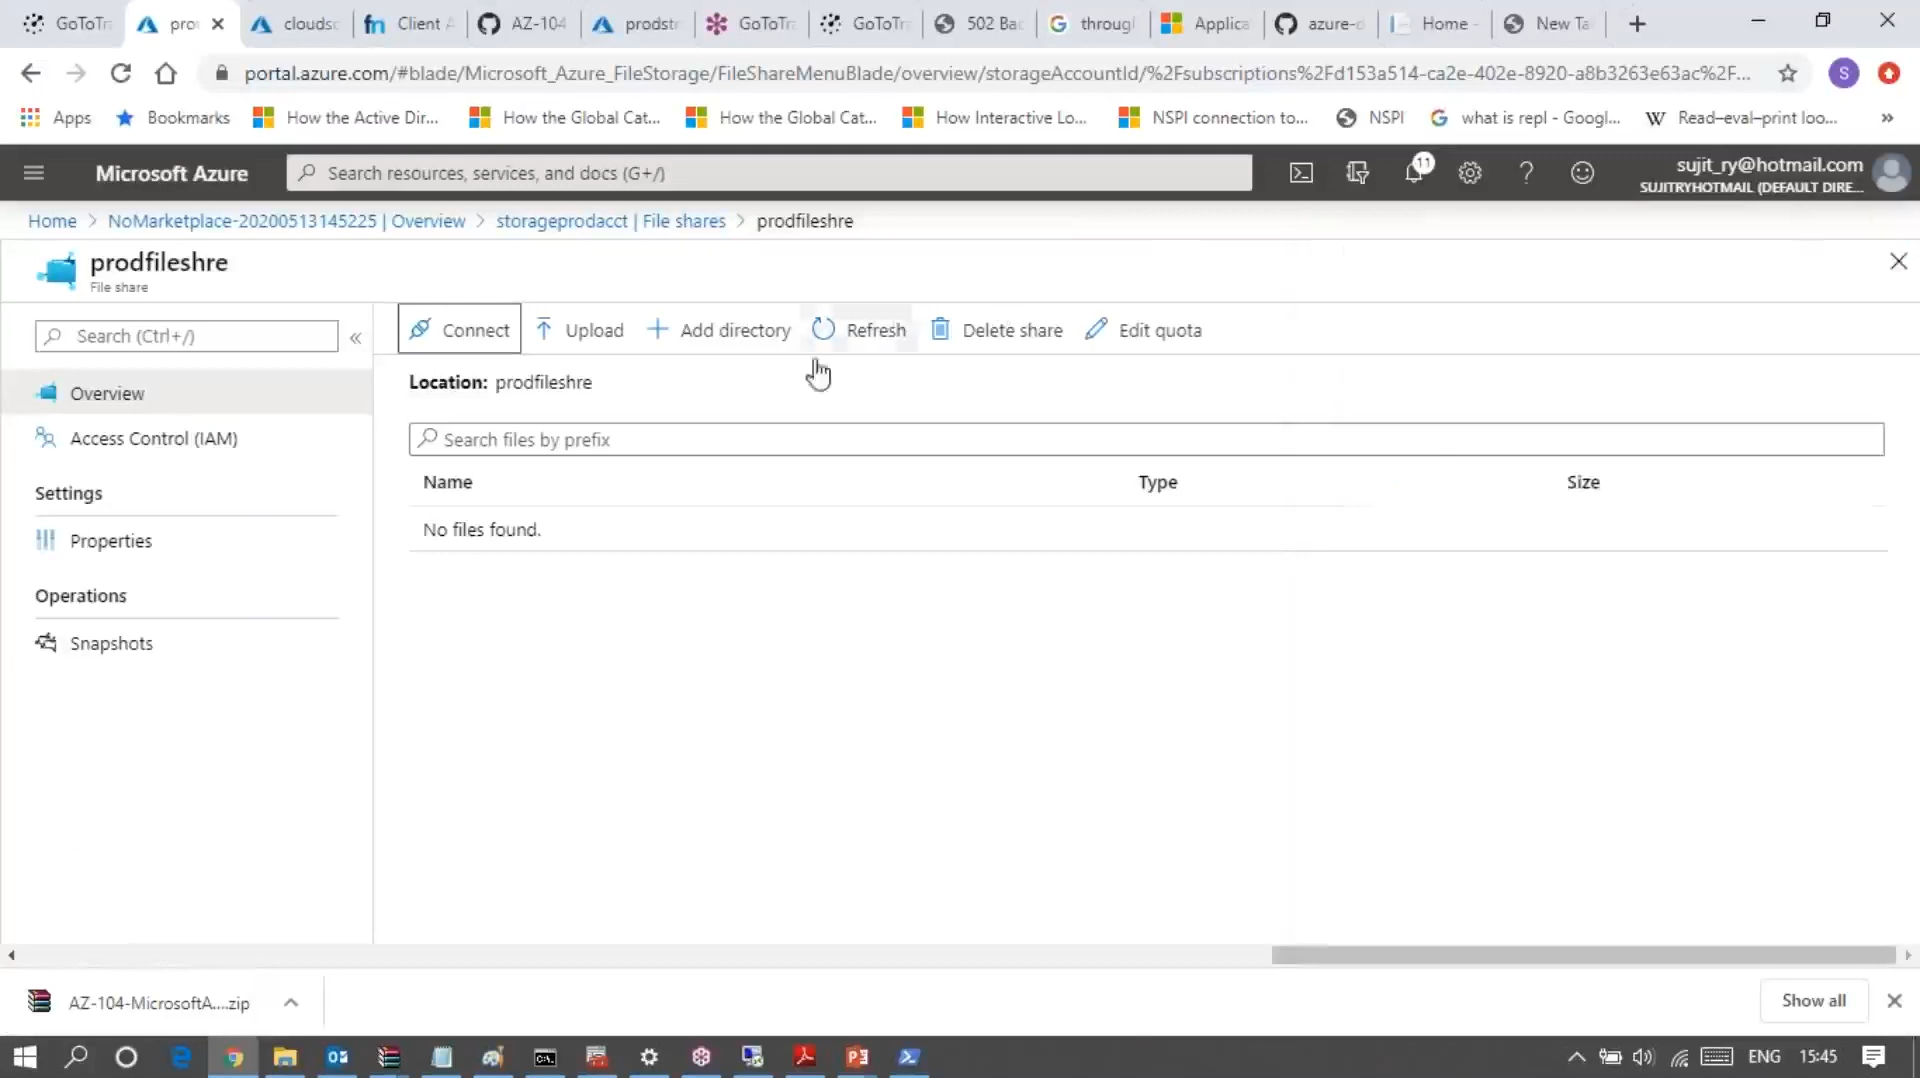 GoToTra
pro
cloudsc
Client A
AZ-104
prodstr
GoToTra
GoToTra
502 Bac
through
Applica
azure-d
Home -
New Ta
portal.azure.com/#blade/Microsoft_Azure_FileStorage/FileShareMenuBlade/overview/storageAccountId/%2Fsubscriptions%2Fd153a514-ca2e-402e-8920-a8b3263e63ac%2F...
S
Apps
Bookmarks
How the Active Dir...
How the Global Cat...
How the Global Cat...
How Interactive Lo...
NSPI connection to...
NSPI
what is repl - Googl...
Read–eval–print loo...
»
Microsoft Azure
Search resources, services, and docs (G+/)
11
sujit_ry@hotmail.com
SUJITRYHOTMAIL (DEFAULT DIRE...
Home > NoMarketplace-20200513145225 | Overview > storageprodacct | File shares > prodfileshre
prodfileshre
File share
Search (Ctrl+/)
«
Connect
Upload
Add directory
Refresh
Delete share
Edit quota
Overview
Location: prodfileshre
Access Control (IAM)
Search files by prefix
Name
Type
Size
Settings
No files found.
Properties
Operations
Snapshots
AZ-104-MicrosoftA....zip
Show all
ENG
15:45